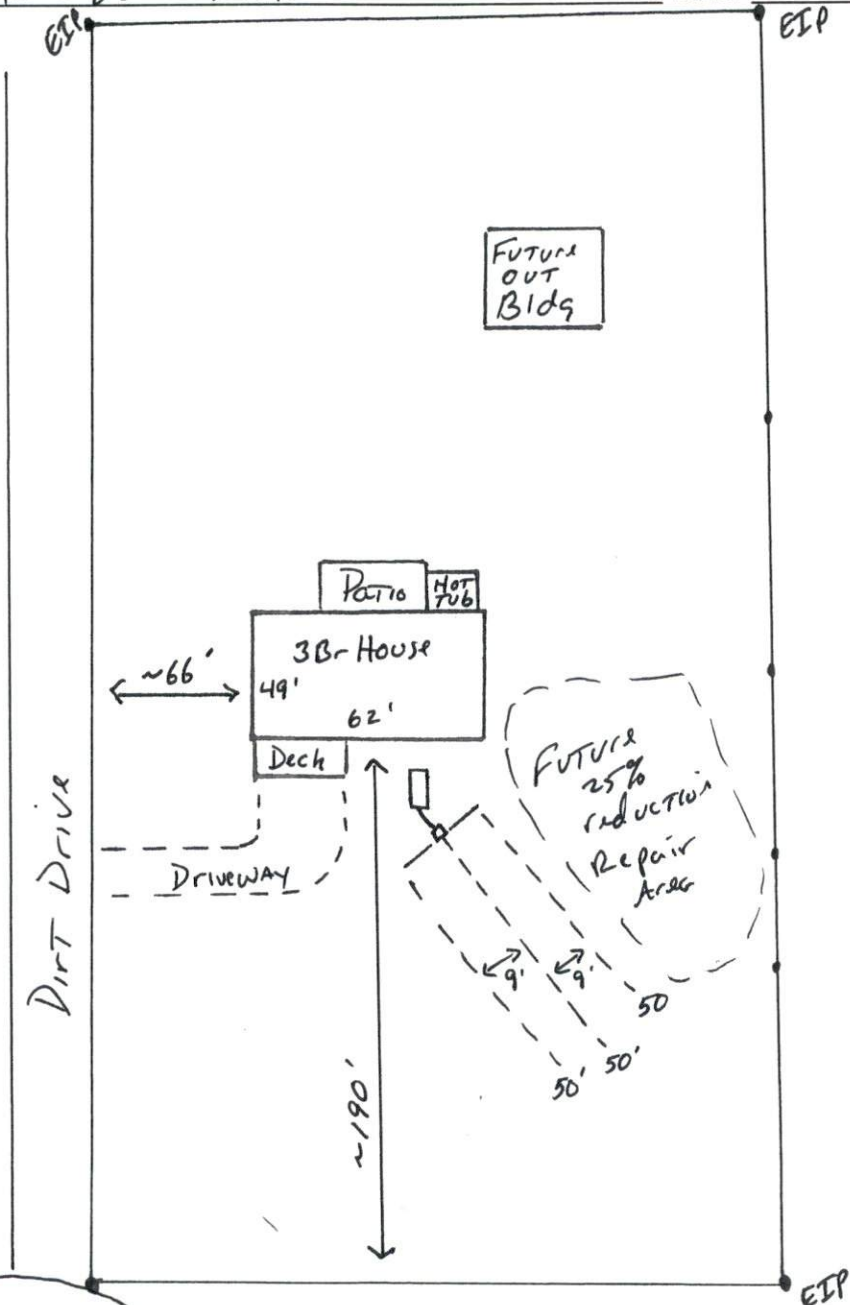 EIP
EIP
Future
OUT
Bldg
Patio
HOT
TUB
3Br House
~66'
49'
62'
Deck
Future
25%
reduction
Repair
Area
Driveway
Dirt Drive
9'
9'
50
50'
50'
~190'
EIP